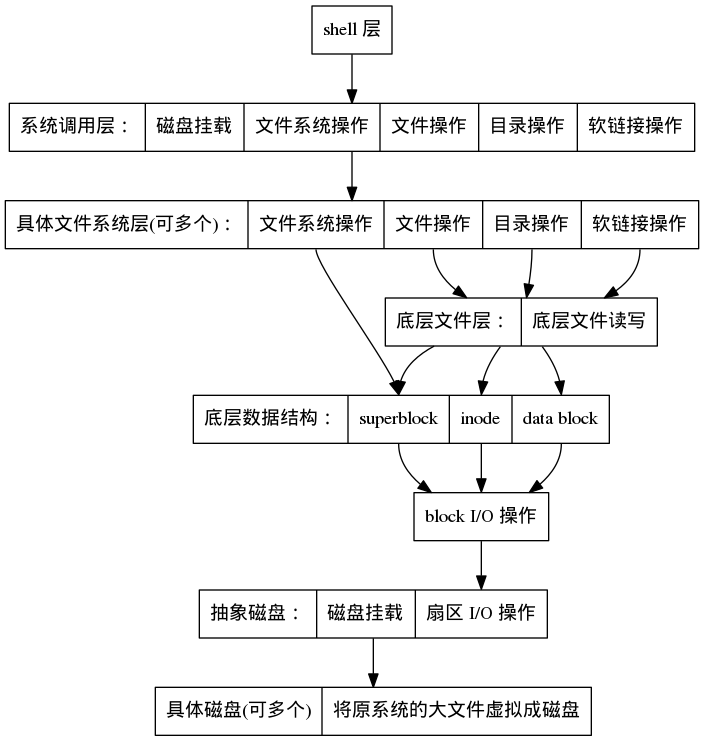 shell 层
系统调用层： 磁盘挂载 文件系统操作 文件操作 目录操作 软链接操作
具体文件系统层(可多个)： 文件系统操作 文件操作 目录操作 软链接操作
底层文件层： 底层文件读写
底层数据结构： superblock inode data block
block I/O 操作
抽象磁盘： 磁盘挂载 扇区 I/O 操作
具体磁盘(可多个) 将原系统的大文件虚拟成磁盘